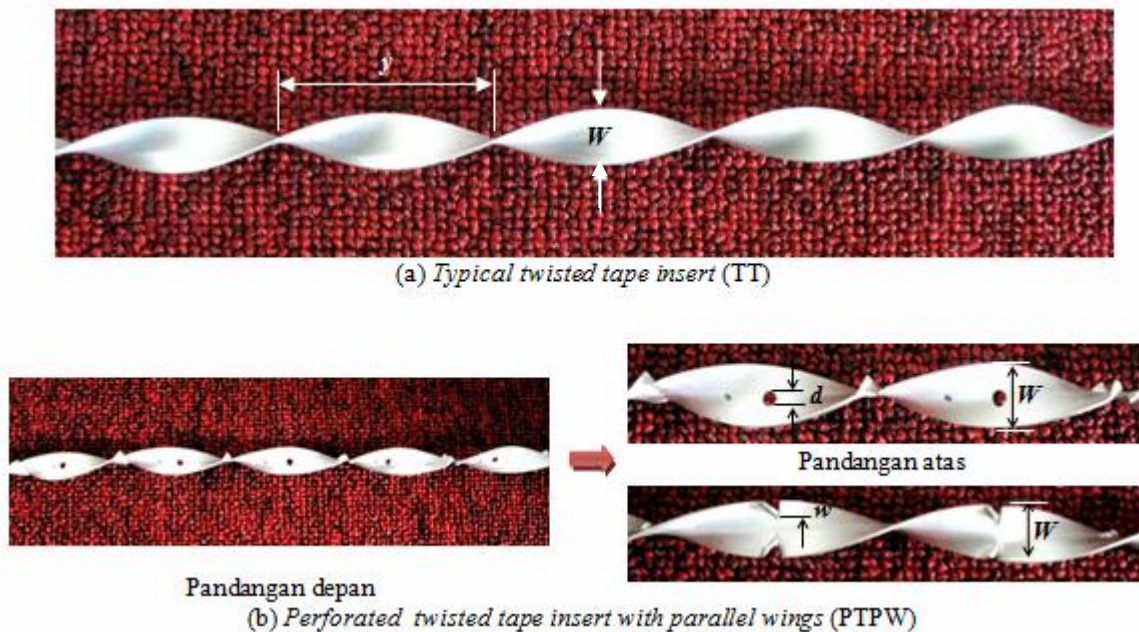 y
W
(a) Typical twisted tape insert (TT)
d
W
Pandangan atas
w
W
Pandangan depan
(b) Perforated twisted tape insert with parallel wings (PTPW)